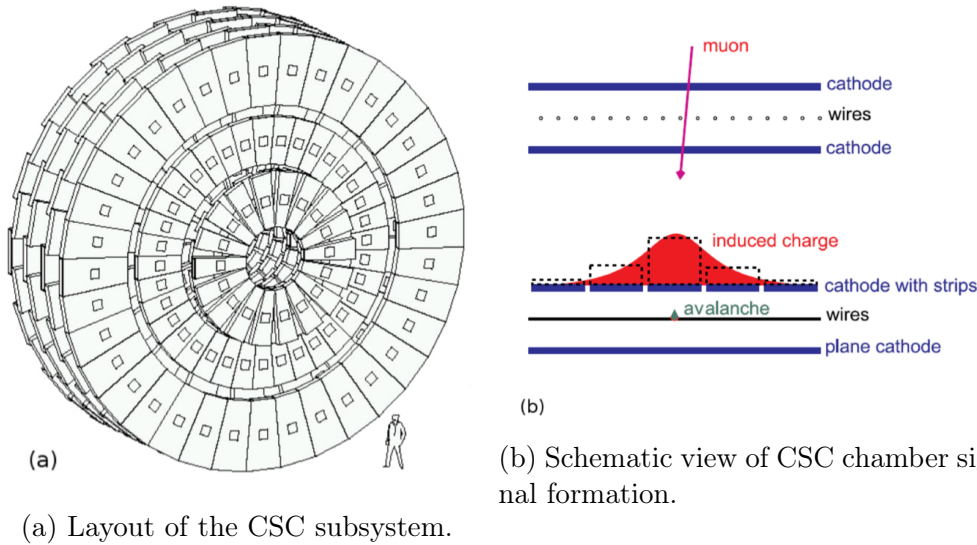 muon
cathode
wires
cathode
induced charge
cathode with strips
avalanche
wires
plane cathode
(a)
(b)
(b) Schematic view of CSC chamber si
nal formation.
(a) Layout of the CSC subsystem.